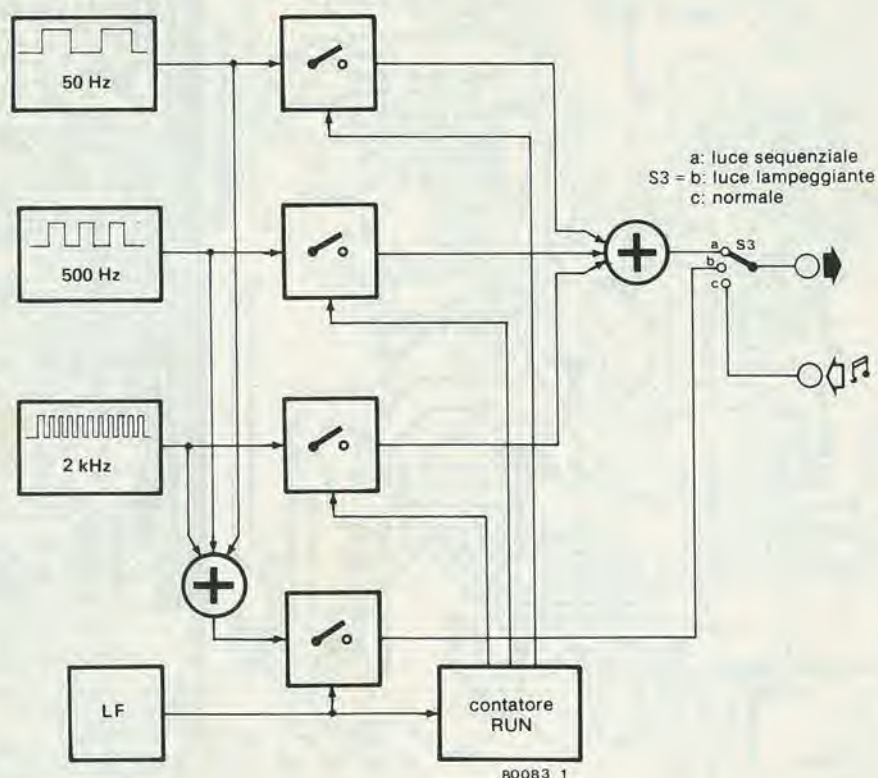 50 Hz
a: luce sequenziale
S3 = b: luce lampeggiante
c: normale
500 Hz
a
S3
b
c
2 kHz
LF
contatore
RUN
80083 1